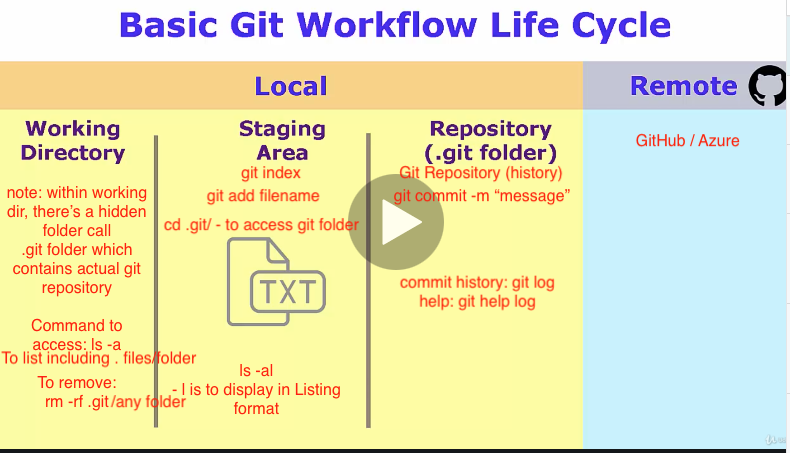 Basic Git Workflow Life Cycle
Local
Remote
Working
Directory
note: within working
dir, there's a hidden
folder call
.git folder which
contains actual git
repository
Command to
access: ls -a
To list including . files/folder
To remove:
rm -rf .git/any folder
Staging
Area
git index
git add filename
cd .git/ - to access git folder
TXT
ls -al
- l is to display in Listing
format
Repository
(.git folder)
Git Repository (history)
git commit -m “message”
commit history: git log
help: git help log
GitHub / Azure